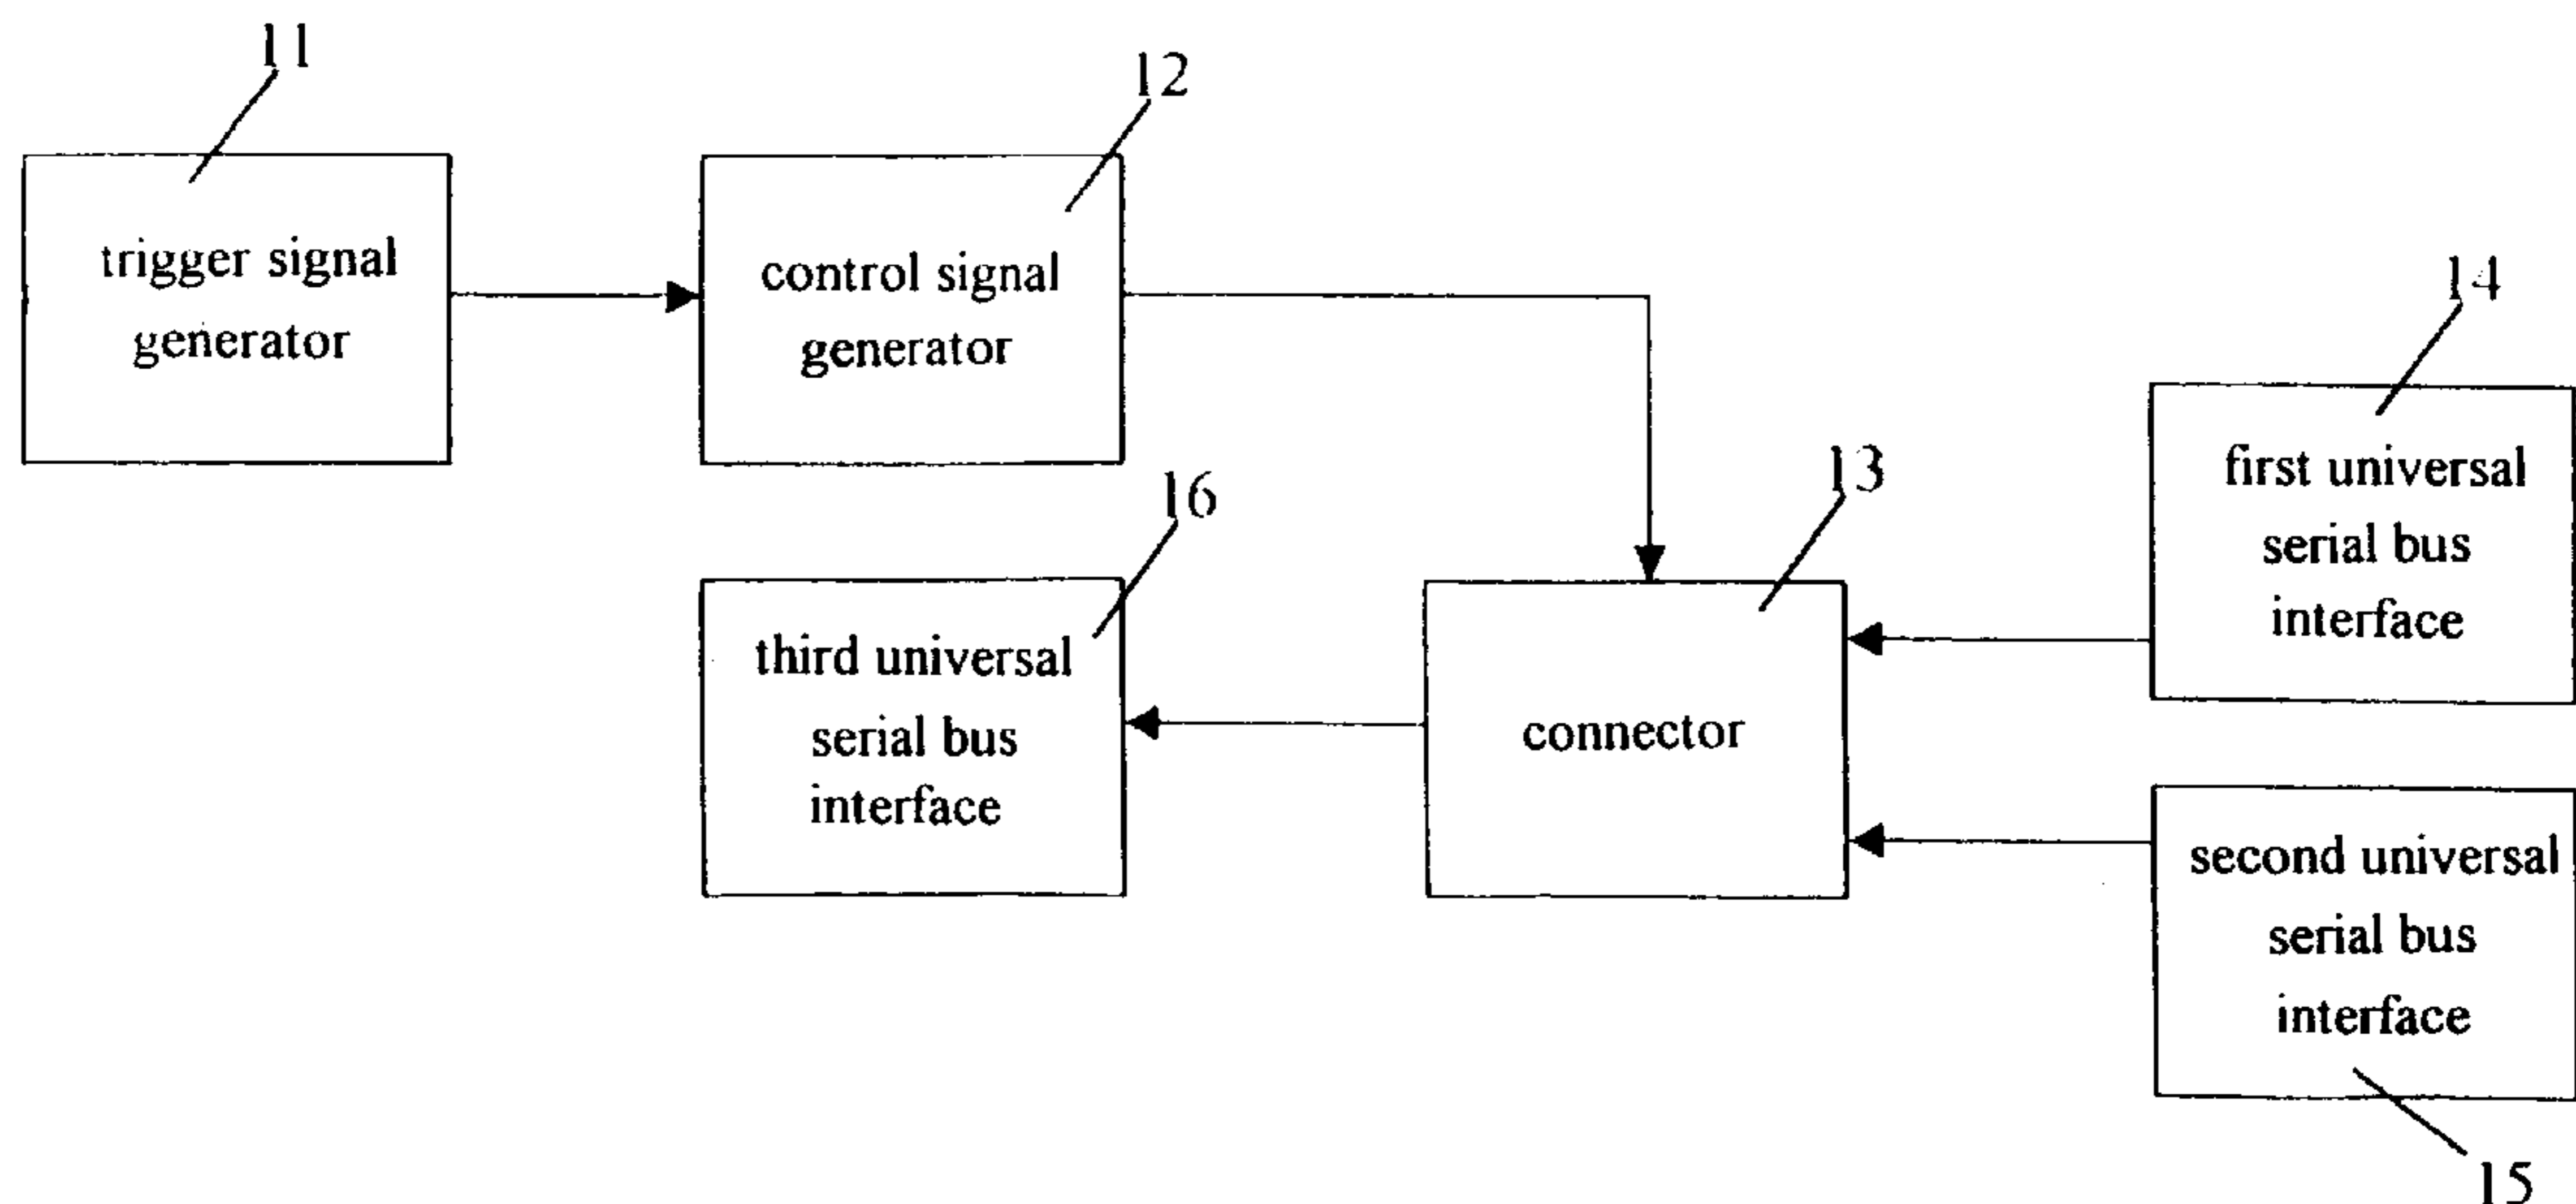 11
trigger signal
generator
12
control signal
generator
16
third universal
serial bus
interface
13
connector
14
first universal
serial bus
interface
second universal
serial bus
interface
15